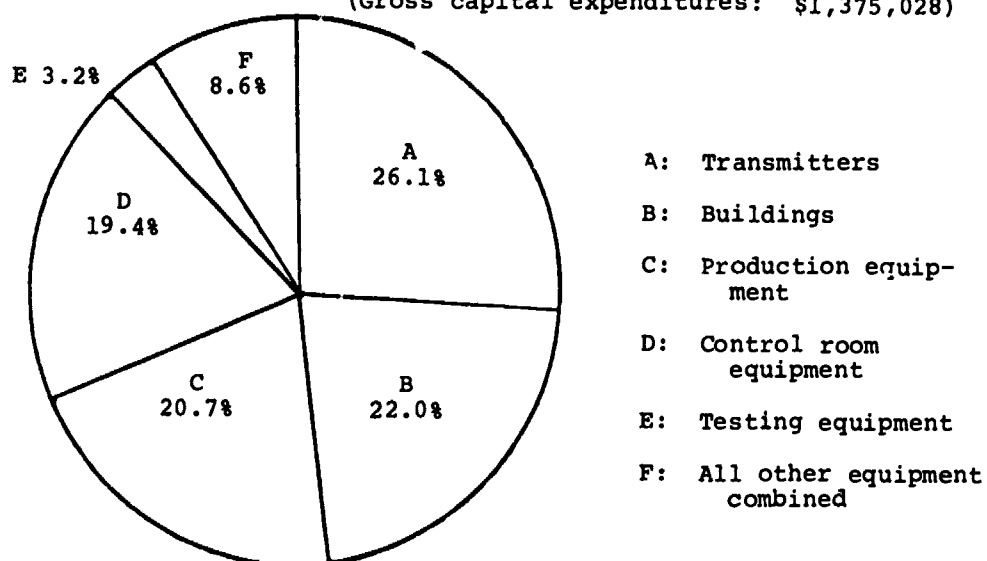 (Gross capital expenditures: $1,375,028)
E 3.2%
F
8.6%
A
26.1%
D
19.4%
C
20.7%
B
22.0%
A: Transmitters
B: Buildings
C: Production equip-
ment
D: Control room
equipment
E: Testing equipment
F: All other equipment
combined